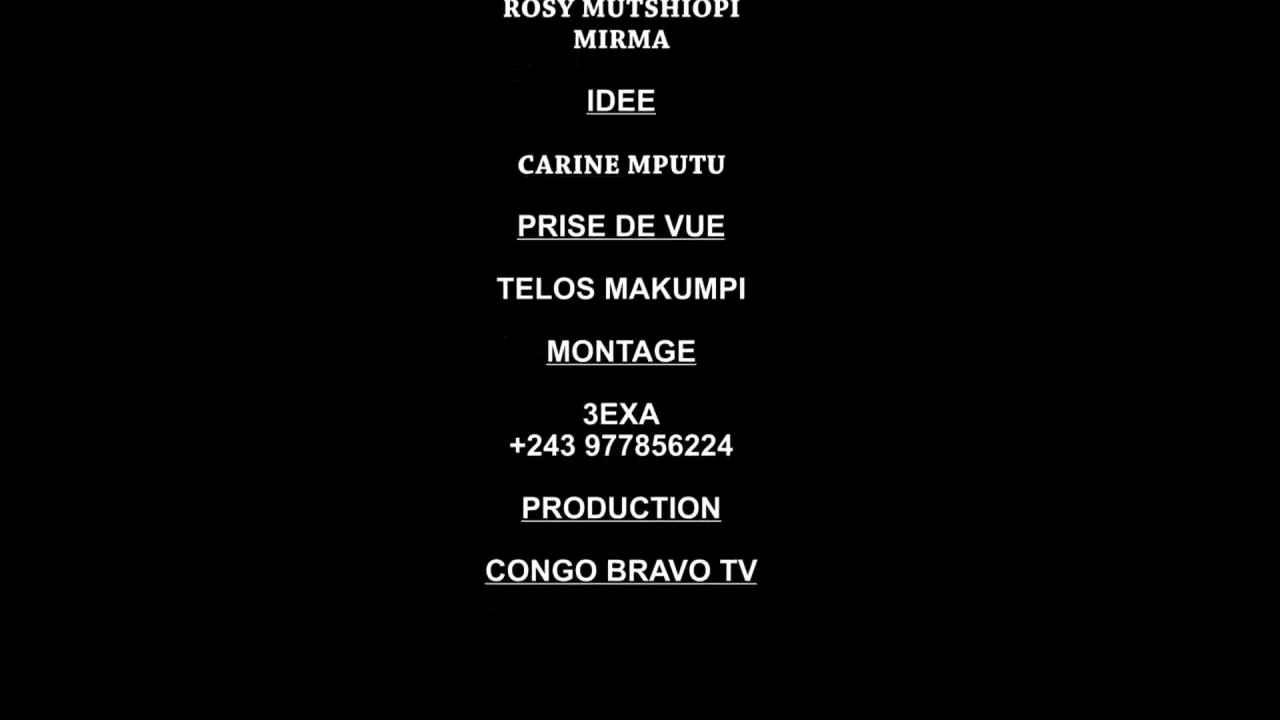 ROSY MUTSHIOPI
MIRMA
IDEE
CARINE MPUTU
PRISE DE VUE
TELOS MAKUMPI
MONTAGE
3EXA
+243 977856224
PRODUCTION
CONGO BRAVO TV